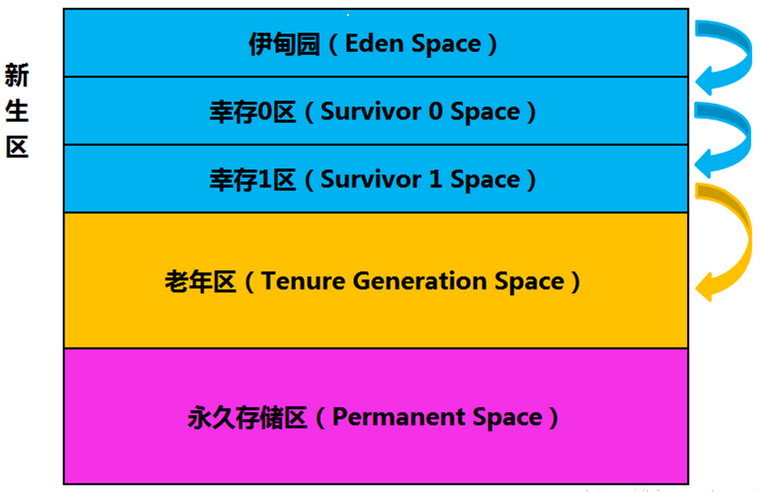 新生区
伊甸园（Eden Space）
幸存0区（Survivor 0 Space）
幸存1区（Survivor 1 Space）
老年区（Tenure Generation Space）
永久存储区（Permanent Space）